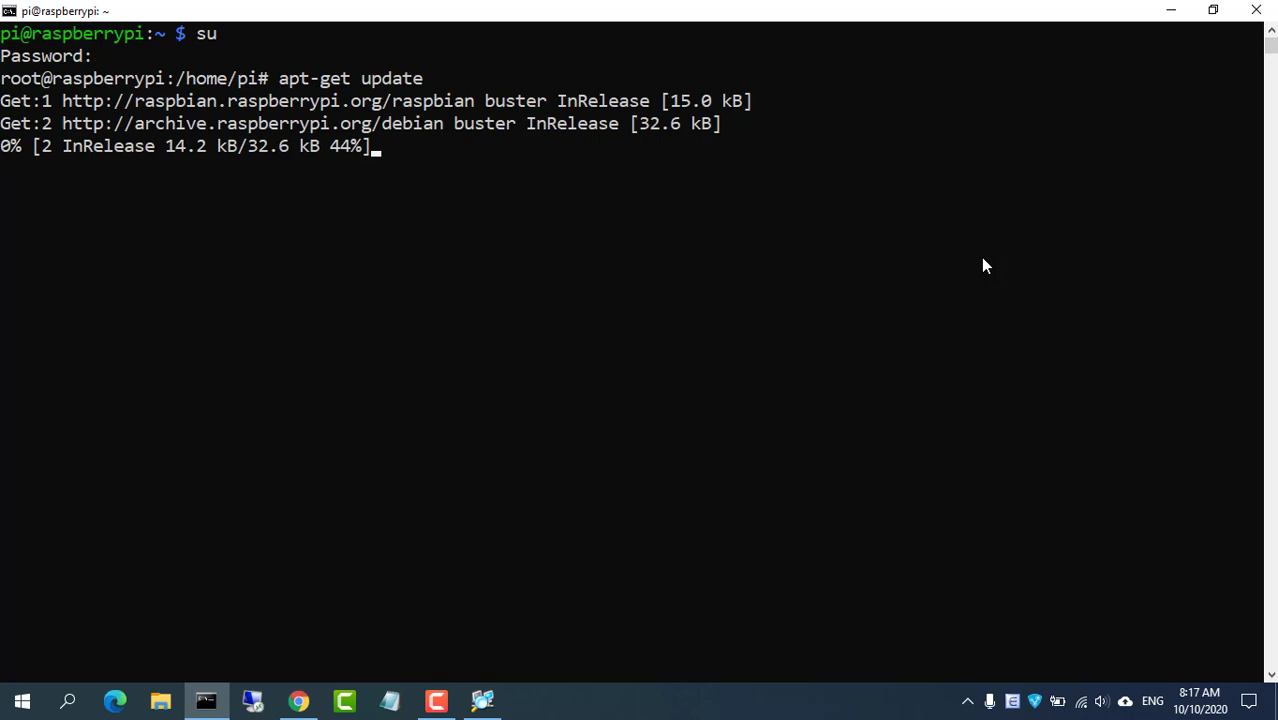 pi@raspberrypi: ~
pi@raspberrypi:~ $ su
Password:
root@raspberrypi:/home/pi# apt-get update
Get:1 http://raspbian.raspberrypi.org/raspbian buster InRelease [15.0 kB]
Get:2 http://archive.raspberrypi.org/debian buster InRelease [32.6 kB]
0% [2 InRelease 14.2 kB/32.6 kB 44%]
ENG
8:17 AM
10/10/2020